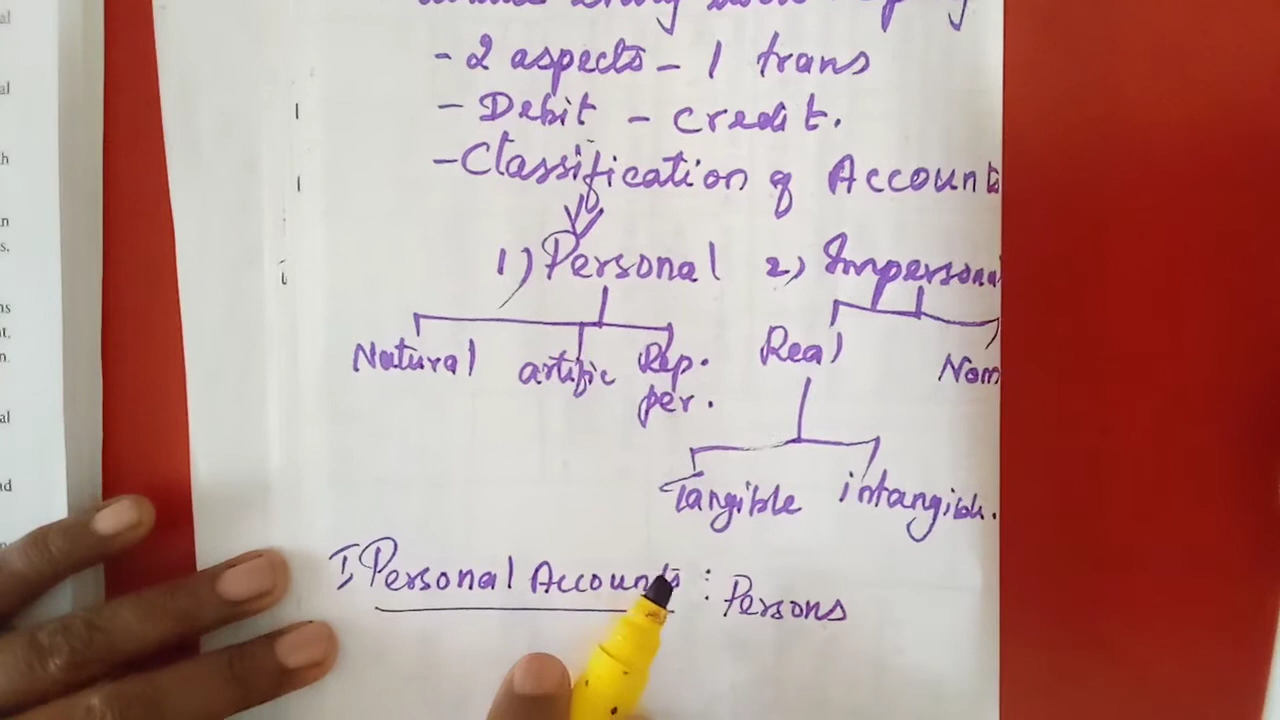 - 2 aspects - 1 trans
- Debit - credit.
- Classification of Accounts
1) Personal 2) Impersona
Natural artific Rep. per. Real Nom
Tangible intangible.
I Personal Accounts : Persons